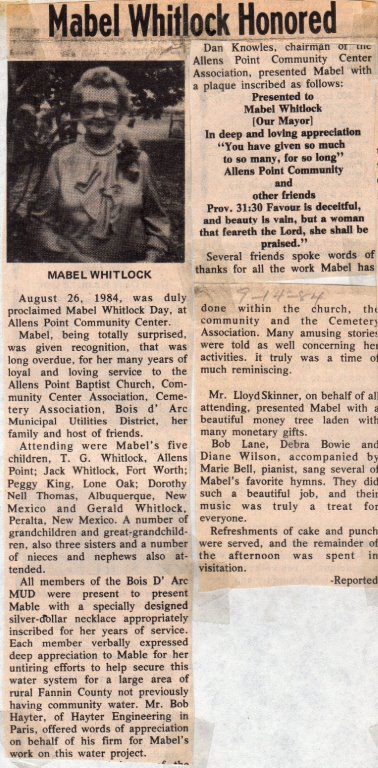 Mabel Whitlock Honored
MABEL WHITLOCK
August 26, 1984, was duly
proclaimed Mabel Whitlock Day, at
Allens Point Community Center.
Mabel, being totally surprised,
was given recognition, that was
long overdue, for her many years of
loyal and loving service to the
Allens Point Baptist Church, Com-
munity Center Association, Ceme-
tery Association, Bois d' Arc
Municipal Utilities District, her
family and host of friends.
Attending were Mabel's five
children, T. G. Whitlock, Allens
Point; Jack Whitlock, Fort Worth;
Peggy King, Lone Oak; Dorothy
Nell Thomas, Albuquerque, New
Mexico and Gerald Whitlock,
Peralta, New Mexico. A number of
grandchildren and great-grandchild-
ren, also three sisters and a number
of nieces and nephews also at-
tended.
All members of the Bois D' Arc
MUD were present to present
Mable with a specially designed
silver-dollar necklace appropriately
inscribed for her years of service.
Each member verbally expressed
deep appreciation to Mable for her
untiring efforts to help secure this
water system for a large area of
rural Fannin County not previously
having community water. Mr. Bob
Hayter, of Hayter Engineering in
Paris, offered words of appreciation
on behalf of his firm for Mabel's
work on this water project.
Dan Knowles, chairman of the
Allens Point Community Center
Association, presented Mabel with
a plaque inscribed as follows:
Presented to
Mabel Whitlock
[Our Mayor]
In deep and loving appreciation
"You have given so much
to so many, for so long"
Allens Point Community
and
other friends
Prov. 31:30 Favour is deceitful,
and beauty is vain, but a woman
that feareth the Lord, she shall be
praised."
Several friends spoke words of
thanks for all the work Mabel has
9-14-84
done within the church, the
community and the Cemetery
Association. Many amusing stories
were told as well concerning her
activities. it truly was a time of
much reminiscing.
Mr. Lloyd Skinner, on behalf of all
attending, presented Mabel with a
beautiful money tree laden with
many monetary gifts.
Bob Lane, Debra Bowie and
Diane Wilson, accompanied by
Marie Bell, pianist, sang several of
Mabel's favorite hymns. They did
such a beautiful job, and their
music was truly a treat for
everyone.
Refreshments of cake and punch
were served, and the remainder of
the afternoon was spent in
visitation.
-Reported